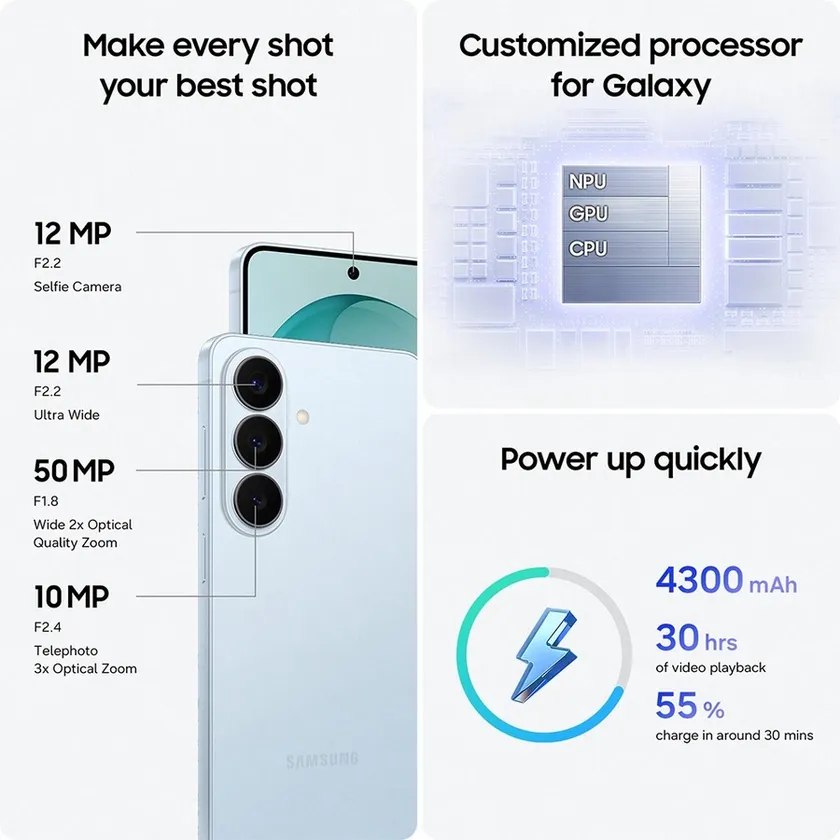 Make every shot
your best shot
12 MP
F2.2
Selfie Camera
12 MP
F2.2
Ultra Wide
50 MP
F1.8
Wide 2x Optical
Quality Zoom
10 MP
F2.4
Telephoto
3x Optical Zoom
SAMSUNG
Customized processor
for Galaxy
NPU
GPU
CPU
Power up quickly
4300 mAh
30 hrs
of video playback
55 %
charge in around 30 mins